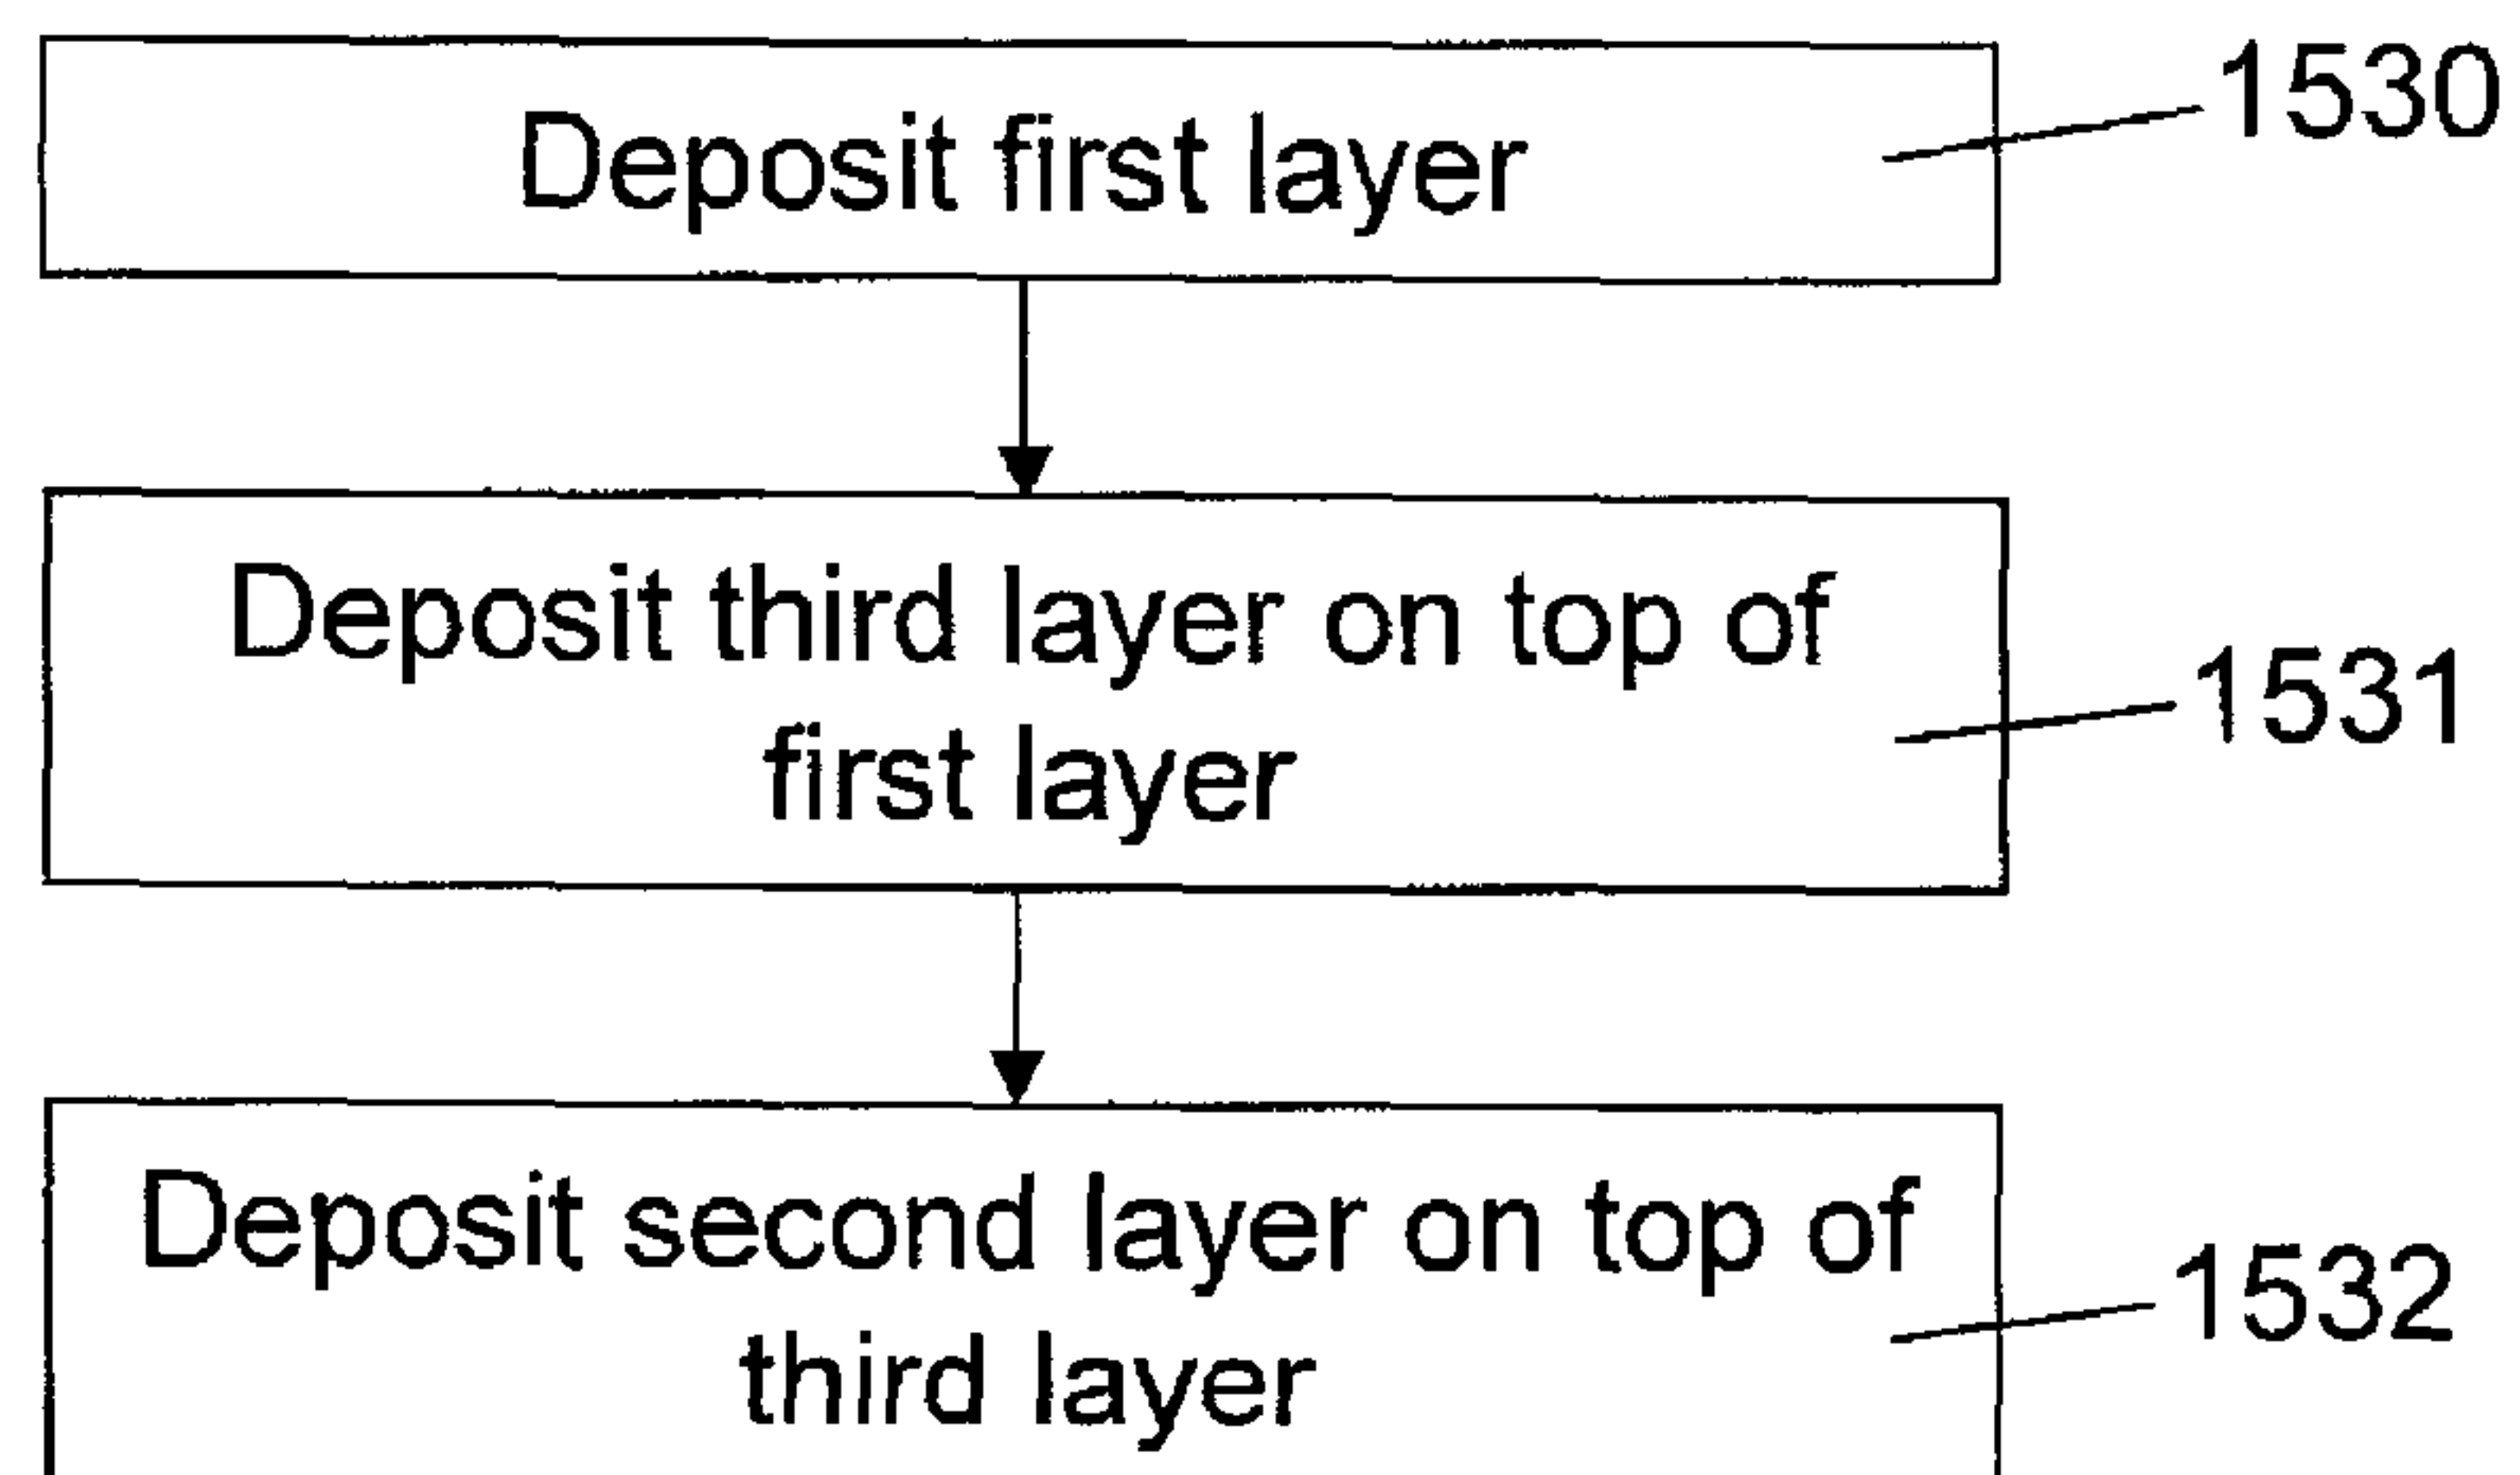 Deposit first layer
1530
Deposit third layer on top of
first layer
1531
Deposit second layer on top of
third layer
1532